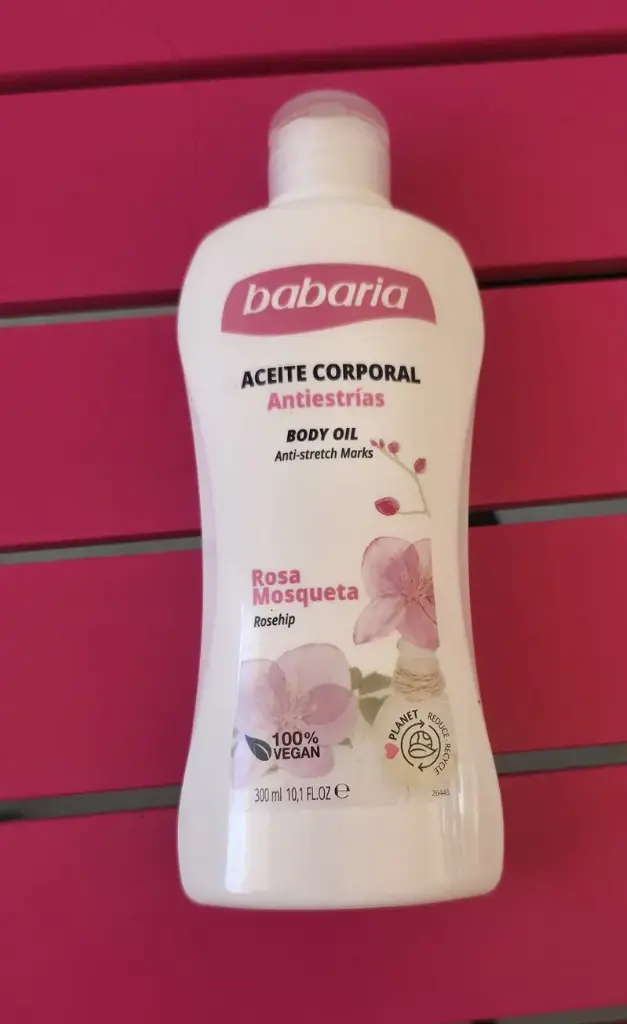 babaria
ACEITE CORPORAL
Antiestrías
BODY OIL
Anti-stretch Marks
Rosa
Mosqueta
Rosehip
100%
VEGAN
PLANET REDUCE · RECYCLE
300 ml 10,1 FL.OZ ℮
26445